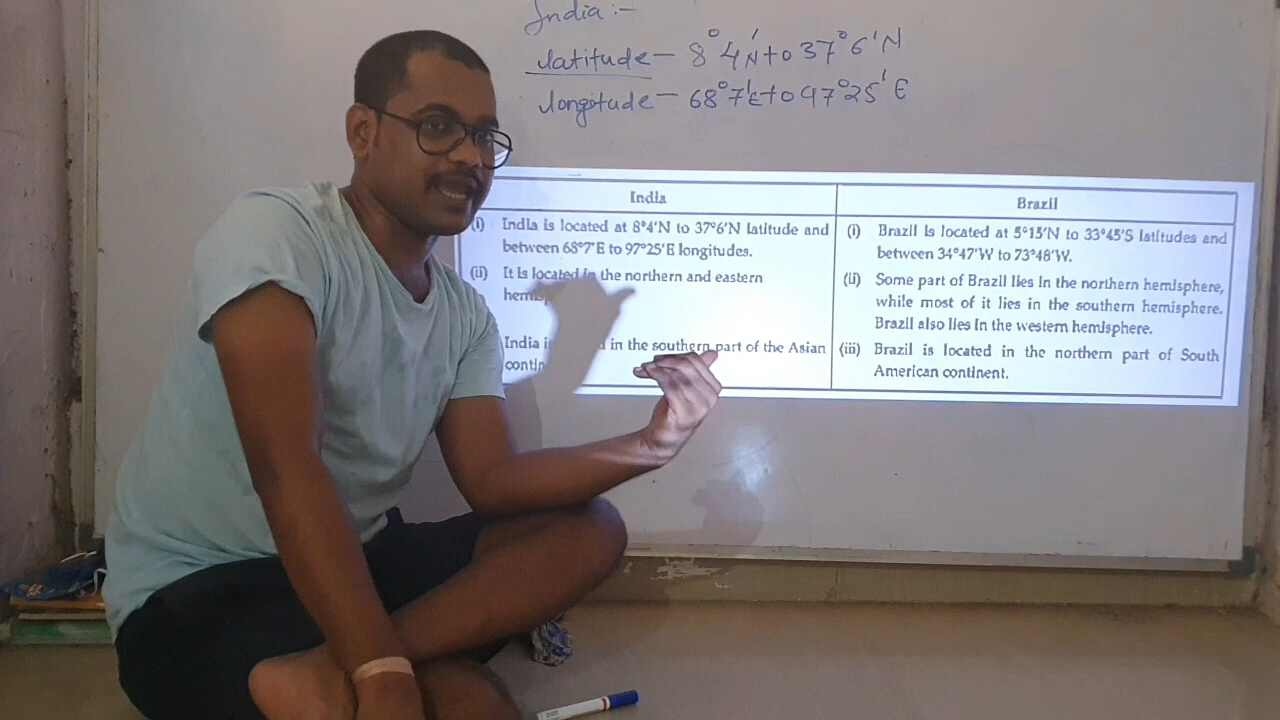 India :-
latitude - 8°4'N to 37°6'N
longitude - 68°7'E to 97°25'E
India
Brazil
(i) India is located at 8°4'N to 37°6'N latitude and
between 68°7'E to 97°25'E longitudes.
(ii) It is located in the northern and eastern
India in the southern part of the Asian
(i) Brazil is located at 5°15'N to 33°45'S latitudes and
between 34°47'W to 73°48'W.
(ii) Some part of Brazil lies in the northern hemisphere,
while most of it lies in the southern hemisphere.
Brazil also lies in the western hemisphere.
(iii) Brazil is located in the northern part of South
American continent.